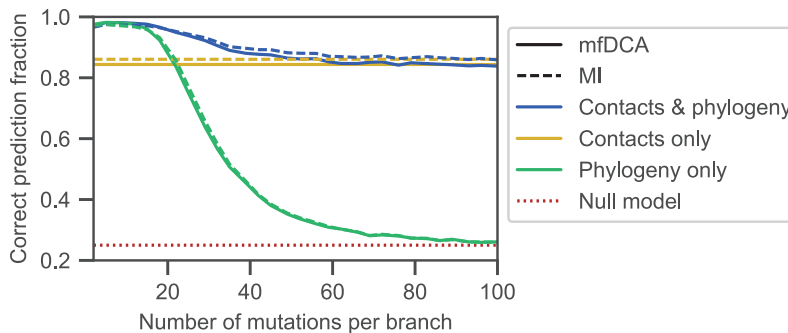 1.0
0.8
0.6
0.4
0.2
Correct prediction fraction
20
40
60
80
100
Number of mutations per branch
mfDCA
MI
Contacts & phylogeny
Contacts only
Phylogeny only
Null model